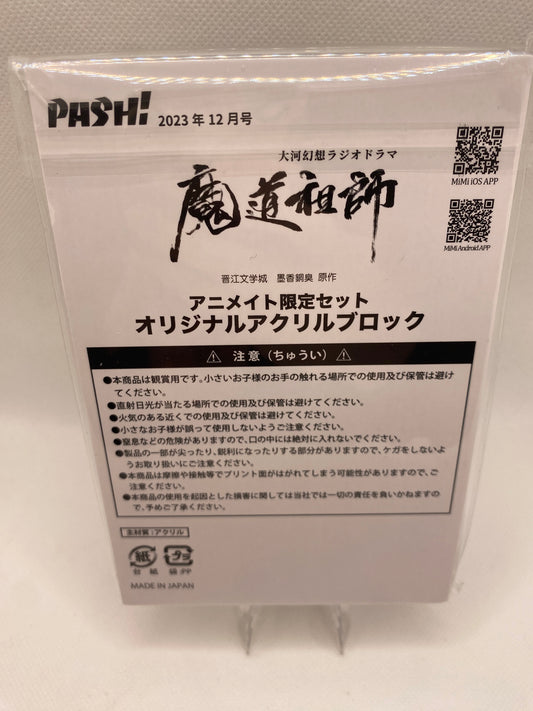 PASH! 2023年12月号
大河幻想ラジオドラマ
魔道祖師
MiMi iOS APP
MiMi Android APP
晋江文学城 墨香銅臭 原作
アニメイト限定セット
オリジナルアクリルブロック
⚠ 注意（ちゅうい） ⚠
●本商品は観賞用です。小さいお子様のお手の触れる場所での使用及び保管は避け
てください。
●直射日光が当たる場所での使用及び保管は避けてください。
●火気のある近くでの使用及び保管は避けてください。
●小さなお子様が誤って使用しないようご注意ください。
●窒息などの危険がありますので、口の中には絶対に入れないでください。
●製品の一部が尖ったり、鋭利になったりする部分がありますので、ケガをしないよ
うお取り扱いにご注意ください。
●本商品は摩擦や接触等でプリント面がはがれてしまう可能性がありますので、ご
注意ください。
●本商品の使用を起因とした損害に関しては当社では一切の責任を負いかねますの
で、予めご了承ください。
主材質:アクリル
紙 プラ
台紙 袋:PP
MADE IN JAPAN